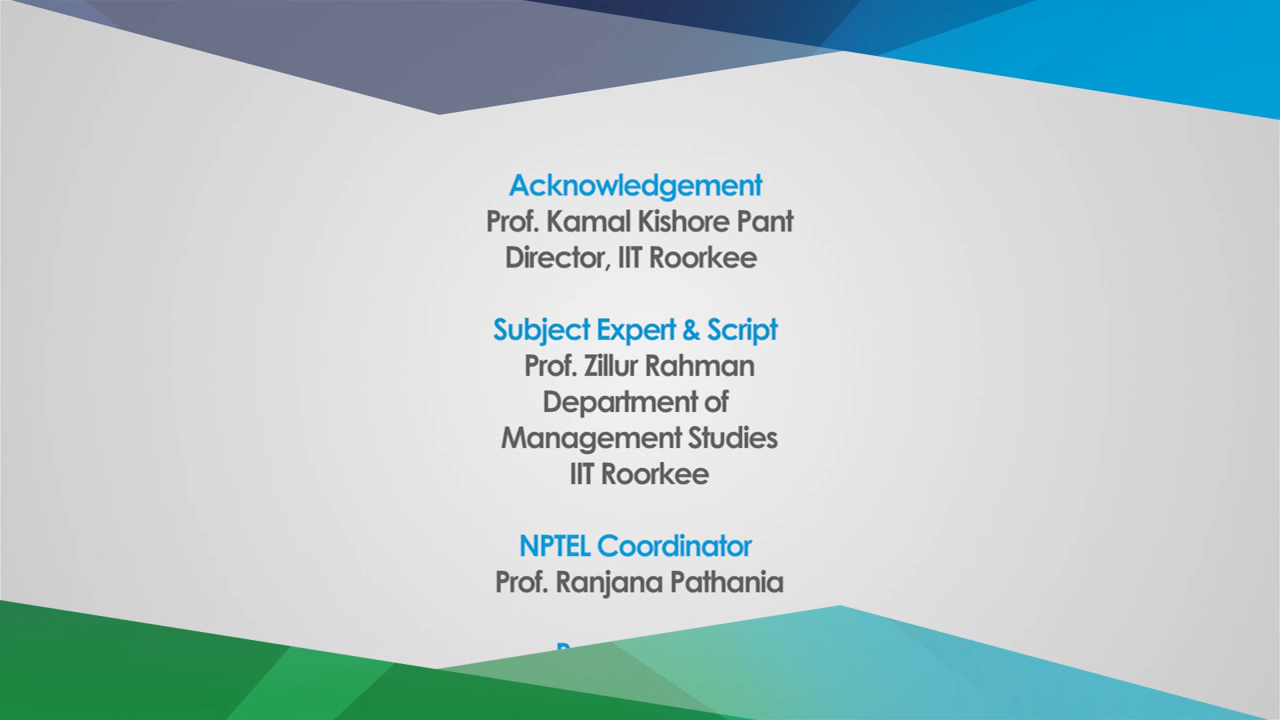 Acknowledgement
Prof. Kamal Kishore Pant
Director, IIT Roorkee
Subject Expert & Script
Prof. Zillur Rahman
Department of
Management Studies
IIT Roorkee
NPTEL Coordinator
Prof. Ranjana Pathania